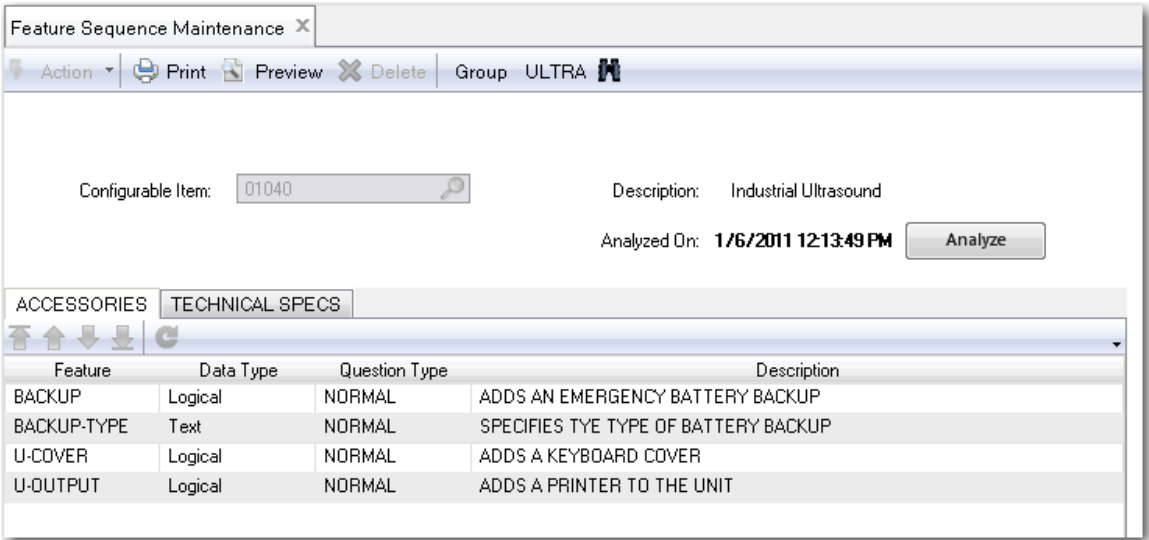 Feature Sequence Maintenance X
Action Print Preview Delete Group ULTRA
Configurable Item: 01040 Description: Industrial Ultrasound
Analyzed On: 1/6/2011 12:13:49 PM Analyze
ACCESSORIES TECHNICAL SPECS
Feature Data Type Question Type Description
BACKUP Logical NORMAL ADDS AN EMERGENCY BATTERY BACKUP
BACKUP-TYPE Text NORMAL SPECIFIES TYE TYPE OF BATTERY BACKUP
U-COVER Logical NORMAL ADDS A KEYBOARD COVER
U-OUTPUT Logical NORMAL ADDS A PRINTER TO THE UNIT